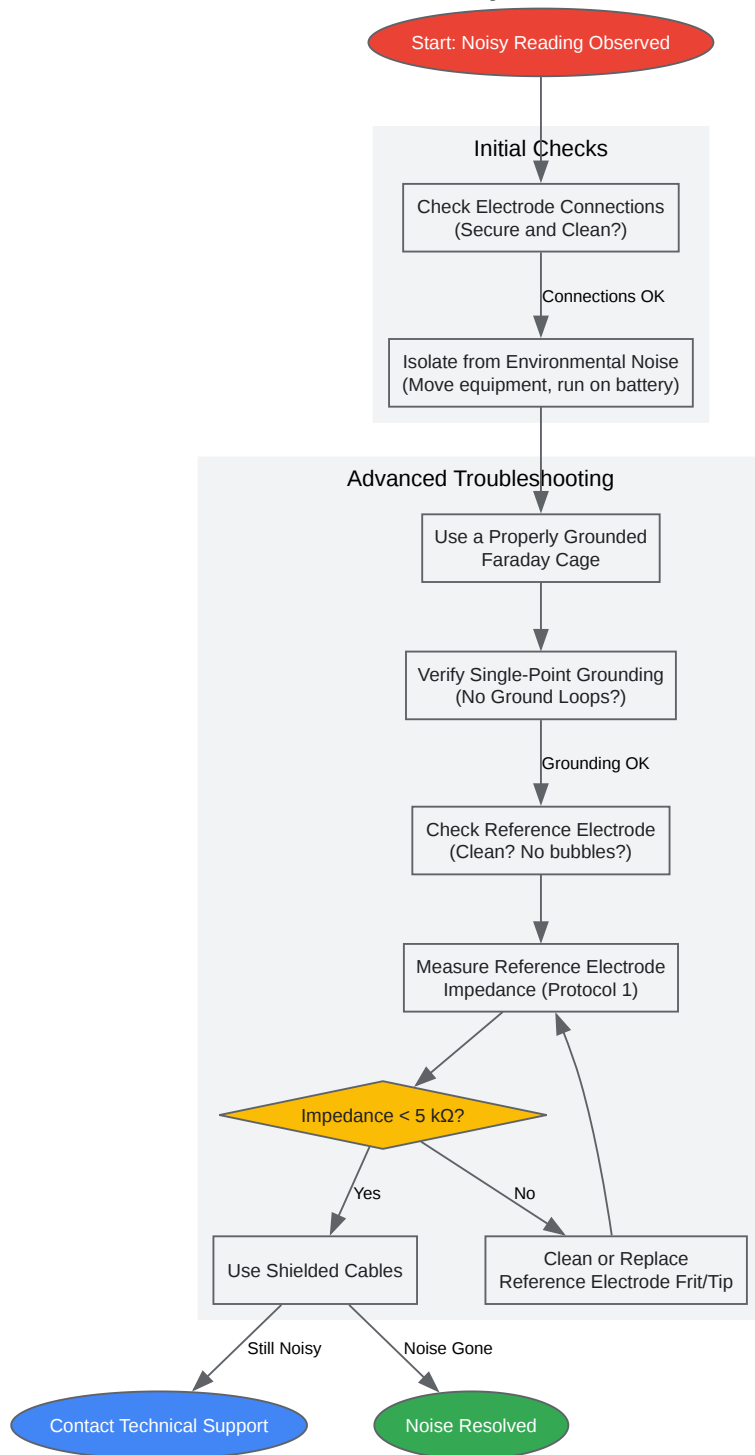 Start: Noisy Reading Observed
Initial Checks
Check Electrode Connections
(Secure and Clean?)
Connections OK
Isolate from Environmental Noise
(Move equipment, run on battery)
Advanced Troubleshooting
Use a Properly Grounded
Faraday Cage
Verify Single-Point Grounding
(No Ground Loops?)
Grounding OK
Check Reference Electrode
(Clean? No bubbles?)
Measure Reference Electrode
Impedance (Protocol 1)
Impedance < 5 kΩ?
Yes
No
Use Shielded Cables
Clean or Replace
Reference Electrode Frit/Tip
Still Noisy
Noise Gone
Contact Technical Support
Noise Resolved